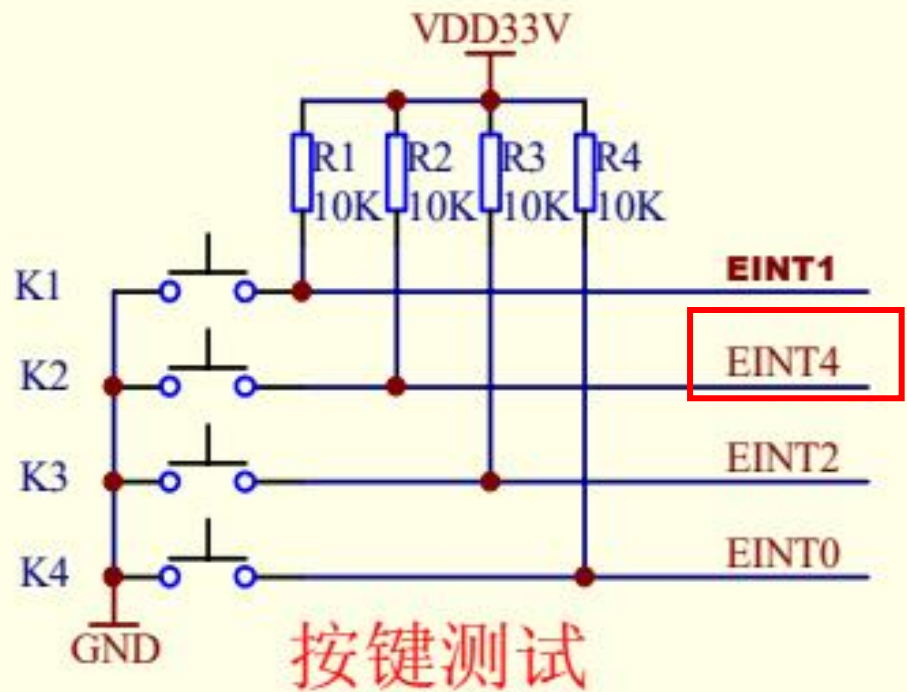 VDD33V
R1 R2 R3 R4
10K 10K 10K 10K
K1 EINT1
K2 EINT4
K3 EINT2
K4 EINT0
GND
按键测试